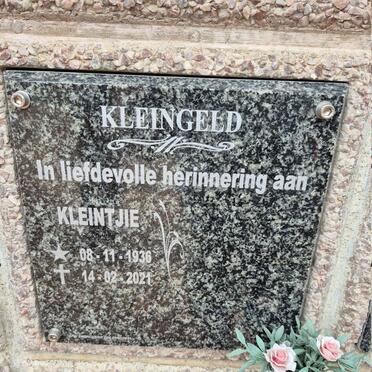 KLEINGELD
In liefdevolle herinnering aan
KLEINTJIE
08 - 11 - 1936
14 - 02 - 2021